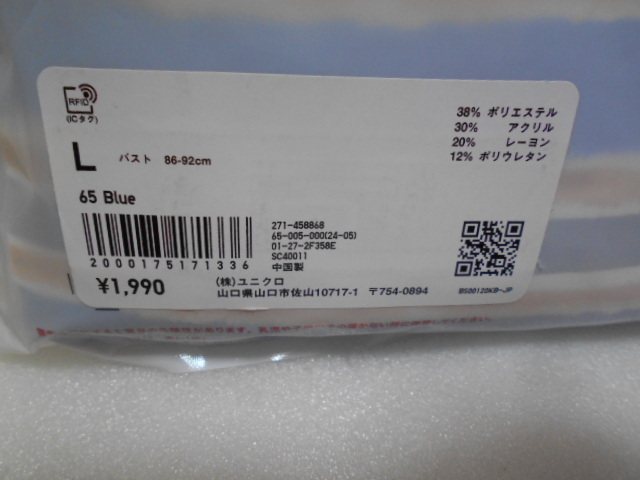 RFID
(ICタグ)
L バスト 86-92cm
38% ポリエステル
30% アクリル
20% レーヨン
12% ポリウレタン
65 Blue
2000175171336
¥1,990
271-458868
65-005-000(24-05)
01-27-2F358E
SC40011
中国製
(株)ユニクロ
山口県山口市佐山10717-1 〒754-0894